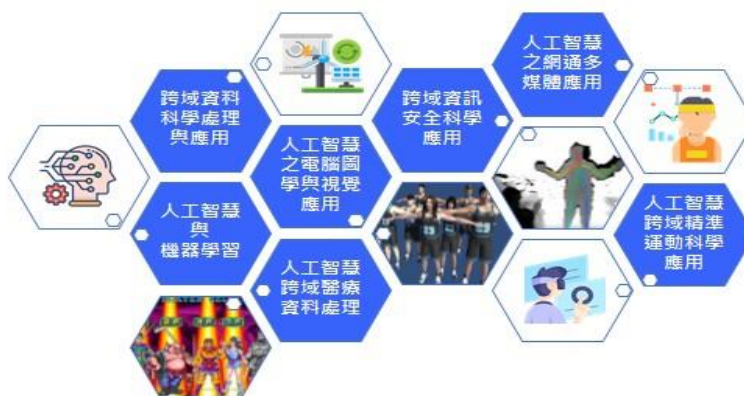 人工智慧
之網通多
媒體應用
跨域資料
科學處理
與應用
跨域資訊
安全科學
應用
人工智慧
之電腦圖
學與視覺
應用
人工智慧
與
機器學習
人工智慧
跨域精準
運動科學
應用
人工智慧
跨域醫療
資料處理